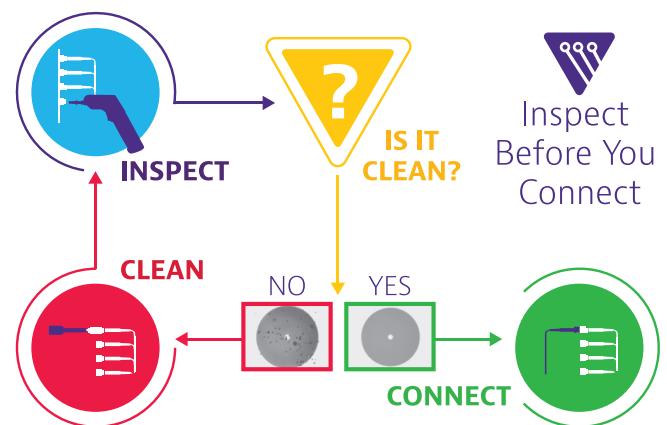 INSPECT
?
IS IT
CLEAN?
Inspect
Before You
Connect
CLEAN
NO
YES
CONNECT